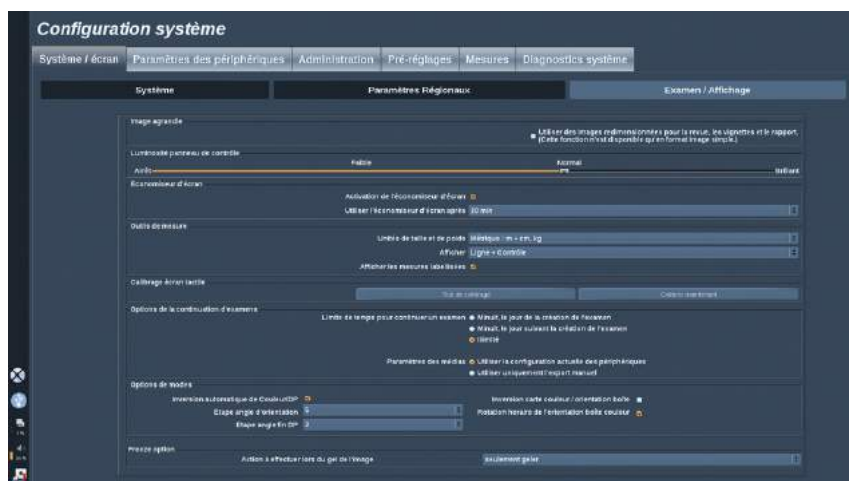 Configuration système
Système / écran Paramètres des périphériques Administration Pré-réglages Mesures Diagnostics système
Système Paramètres Régionaux Examen / Affichage
Image agrandie
Utiliser des images redimensionnées pour la revue, les vignettes et le rapport.
(Cette fonction n'est disponible qu'en format image simple.)
Luminosité panneau de contrôle
Faible Normal
Arrêt Brillant
Économiseur d'écran
Activation de l'économiseur d'écran
Utiliser l'économiseur d'écran après 10 min
Outils de mesure
Unités de taille et de poids Métrique : m + cm, kg
Afficher Ligne + Contrôle
Afficher les mesures labellisées
Calibrage écran tactile
Options de la continuation d'examens
Limite de temps pour continuer un examen Minuit, le jour de la création de l'examen
Minuit, le jour suivant la création de l'examen
Illimité
Paramètres des médias Utiliser la configuration actuelle des périphériques
Utiliser uniquement l'export manuel
Options de modes
Inversion automatique de Couleur/DP Inversion carte couleur / orientation boîte
Etape angle d'orientation 5 Rotation horaire de l'orientation boîte couleur
Etape angle fin DP
Freeze option
Action à effectuer lors du gel de l'image seulement geler